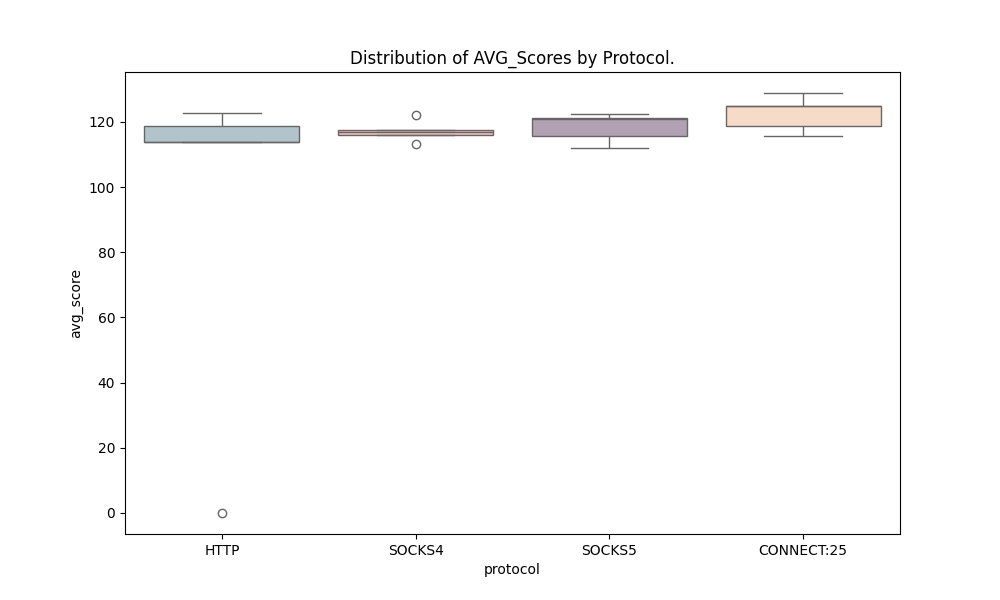 Distribution of AVG_Scores by Protocol.
120
100
80
60
40
20
0
avg_score
HTTP
SOCKS4
SOCKS5
CONNECT:25
protocol